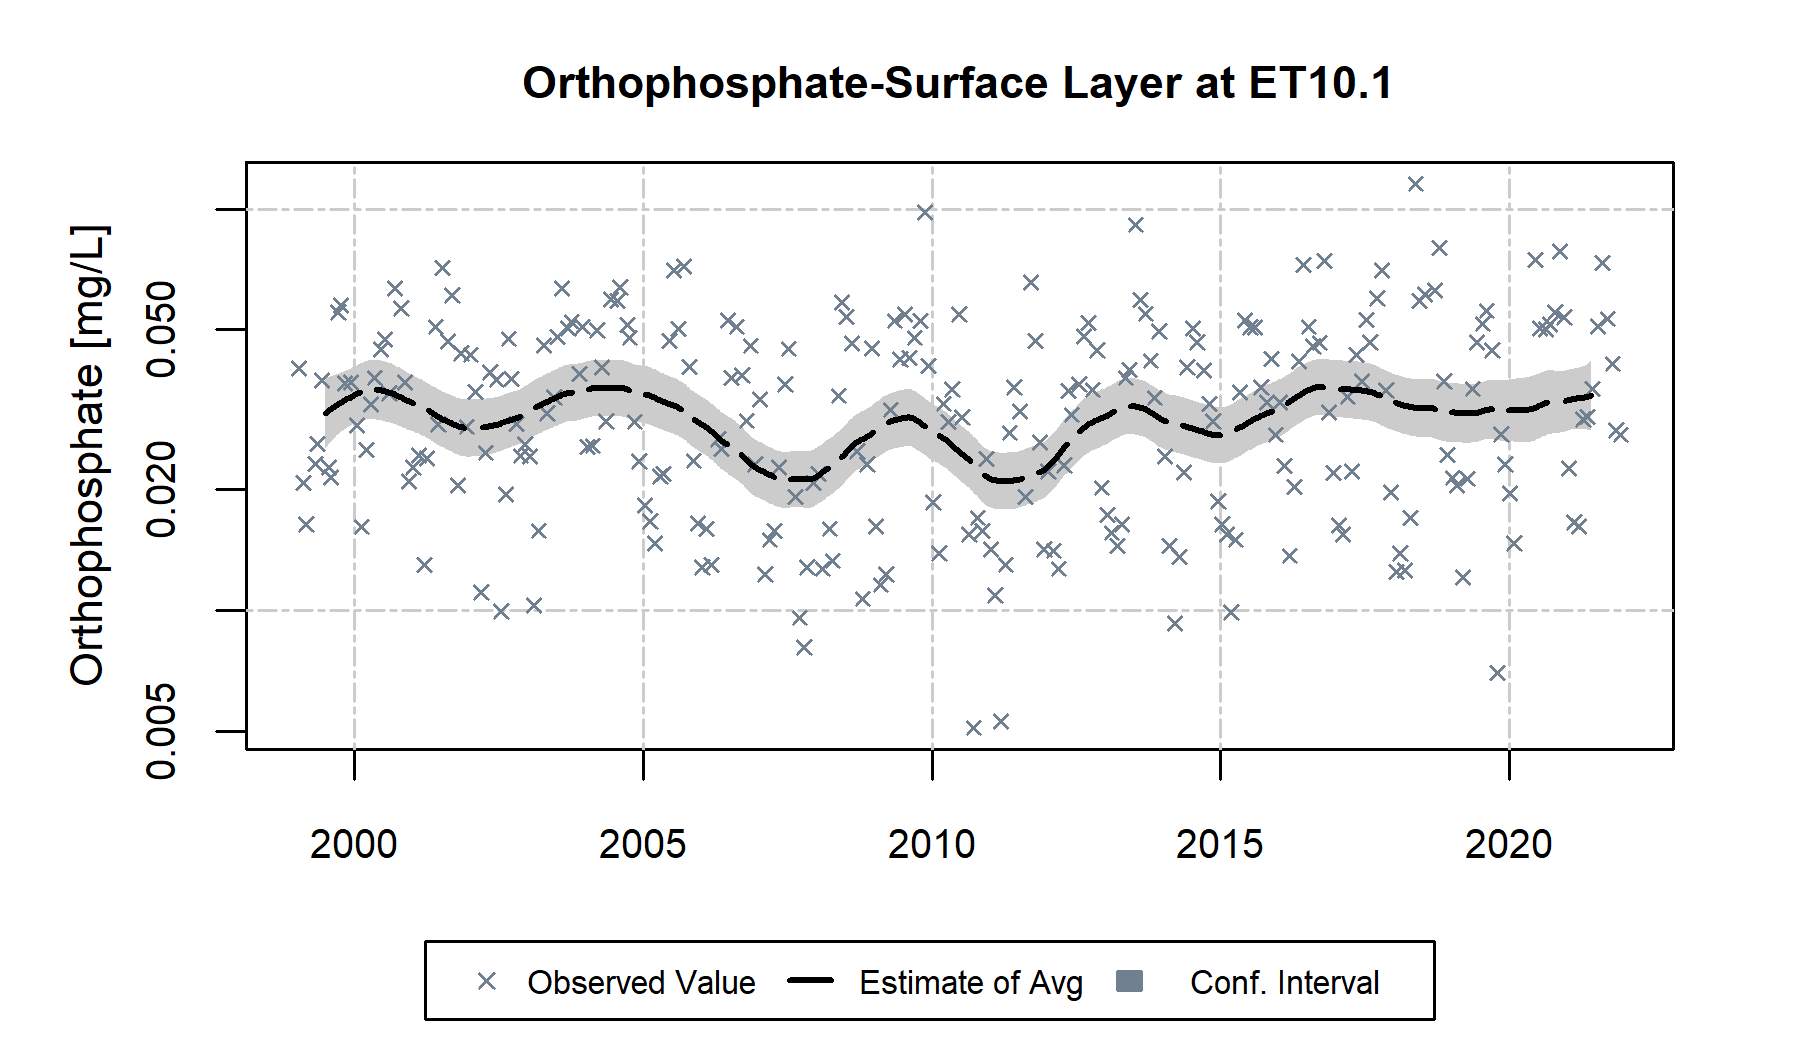 Orthophosphate-Surface Layer at ET10.1
Orthophosphate [mg/L]
0.050
0.020
0.005
2000 2005 2010 2015 2020
Observed Value Estimate of Avg Conf. Interval